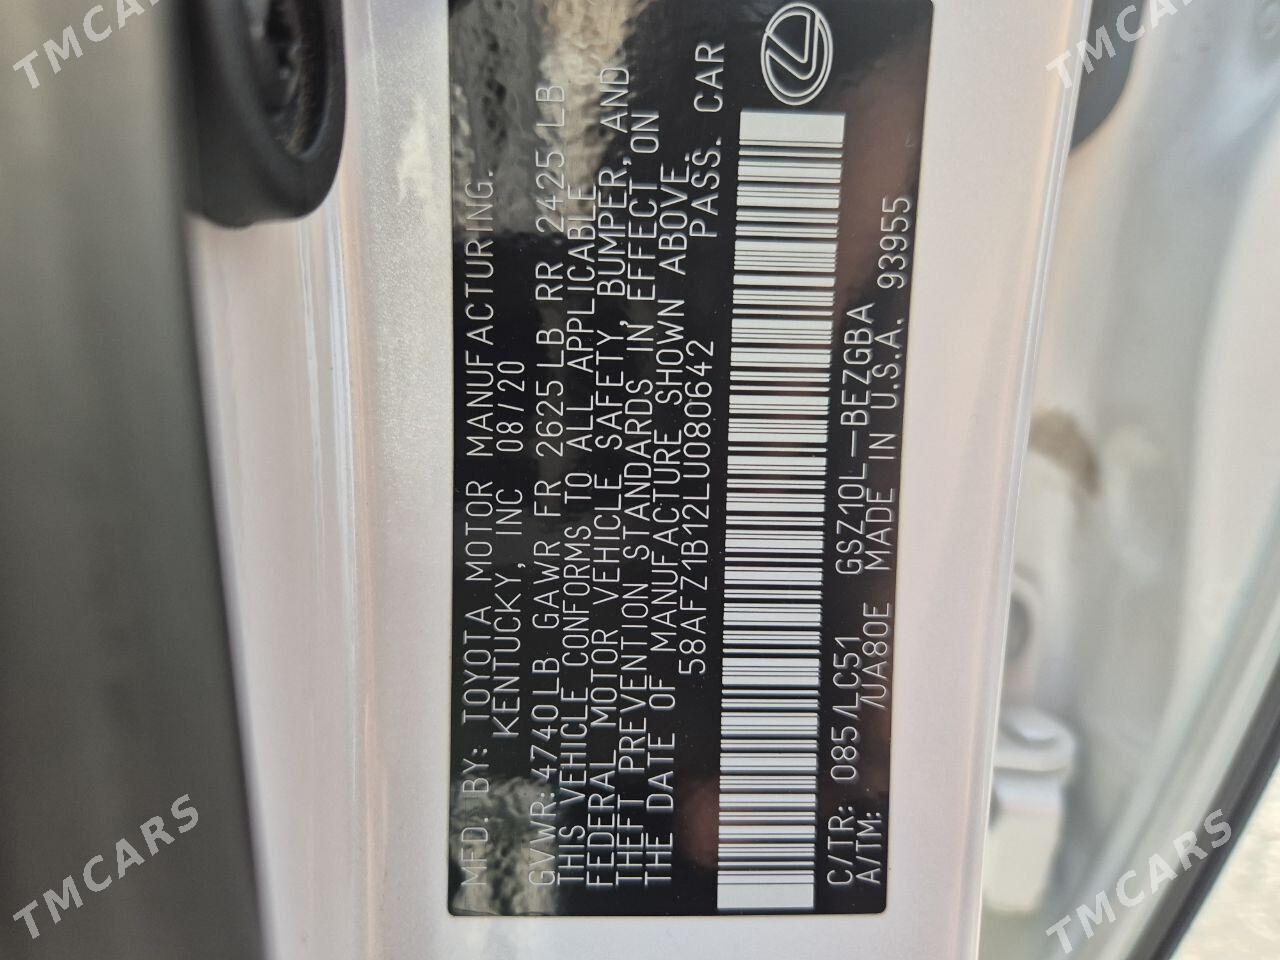 MFD. BY: TOYOTA MOTOR MANUFACTURING.
KENTUCKY, INC 08/20
GVWR: 4740LB GAWR FR 2625 LB RR 2425 LB
THIS VEHICLE CONFORMS TO ALL APPLICABLE
FEDERAL MOTOR VEHICLE SAFETY, BUMPER, AND
THEFT PREVENTION STANDARDS IN EFFECT ON
THE DATE OF MANUFACTURE SHOWN ABOVE.
58AFZ1B12LU080642 PASS. CAR
C/TR: 085/LC51 GSZ10L-BEZGBA
A/TM: /UA80E MADE IN U.S.A. 93955
TMCARS
TMCARS
TMCARS
TMCARS